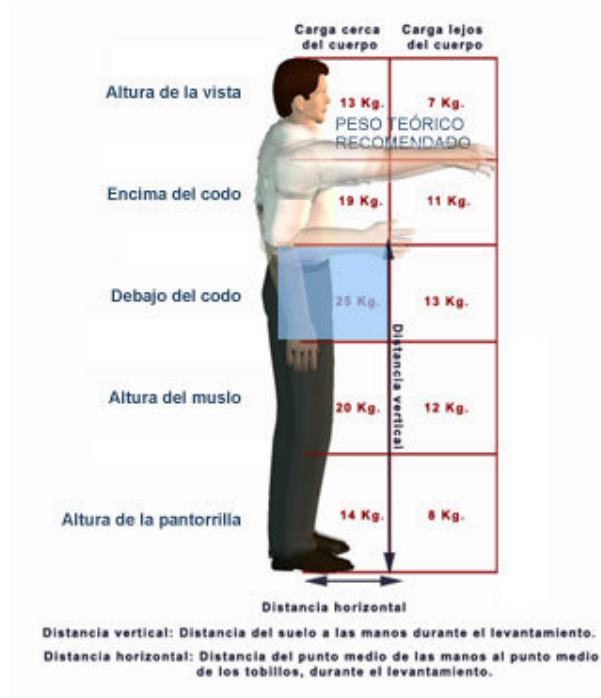 Carga cerca del cuerpo
Carga lejos del cuerpo
Altura de la vista
13 Kg.
7 Kg.
PESO TEÓRICO
RECOMENDADO
Encima del codo
19 Kg.
11 Kg.
Debajo del codo
25 Kg.
13 Kg.
Distancia vertical
Altura del muslo
20 Kg.
12 Kg.
Altura de la pantorrilla
14 Kg.
8 Kg.
Distancia horizontal
Distancia vertical: Distancia del suelo a las manos durante el levantamiento.
Distancia horizontal: Distancia del punto medio de las manos al punto medio
de los tobillos, durante el levantamiento.